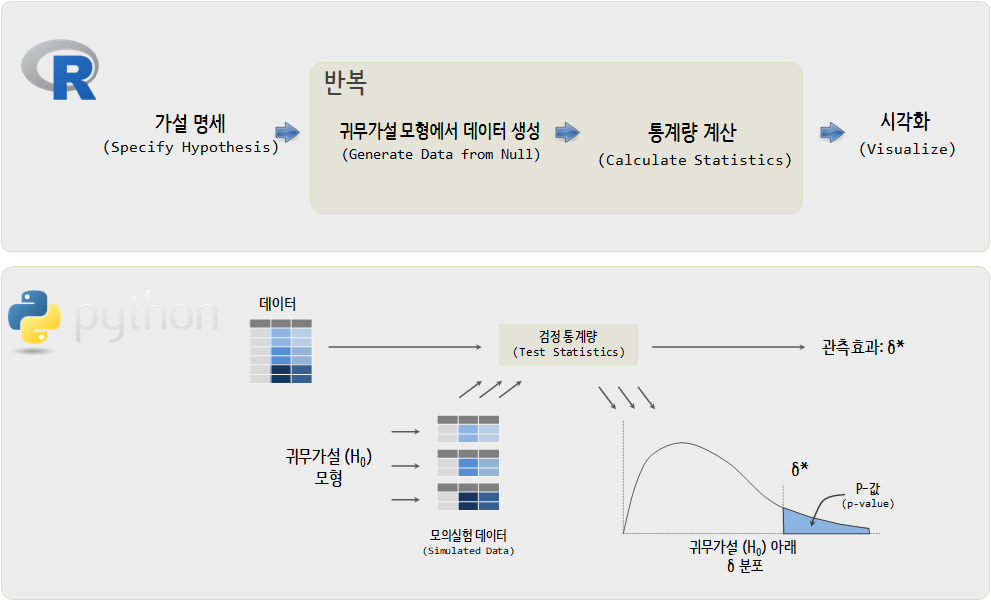 R
반복
가설 명세
(Specify Hypothesis)
귀무가설 모형에서 데이터 생성
(Generate Data from Null)
통계량 계산
(Calculate Statistics)
시각화
(Visualize)
python
데이터
검정 통계량
(Test Statistics)
관측효과: δ*
귀무가설 (H₀)
모형
모의실험 데이터
(Simulated Data)
δ*
P-값
(p-value)
귀무가설 (H₀) 아래
δ 분포